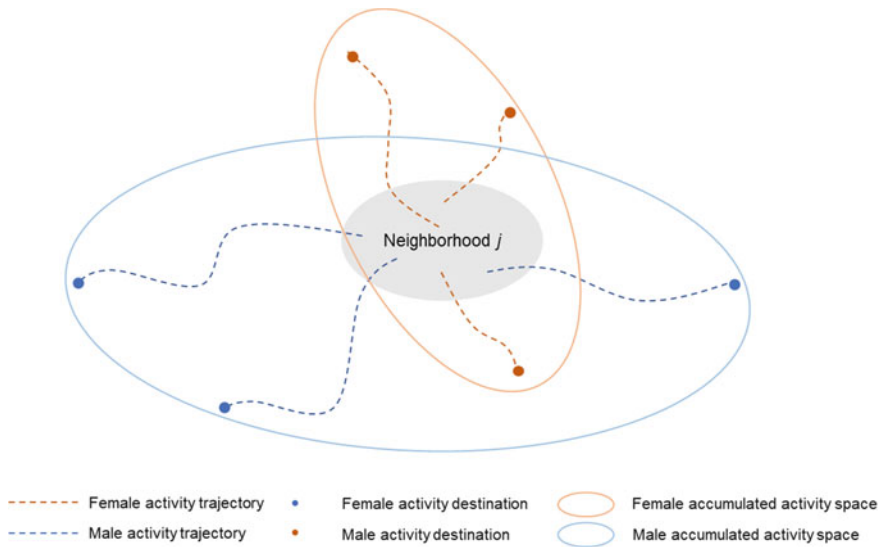 Neighborhood j
Female activity trajectory
Female activity destination
Female accumulated activity space
Male activity trajectory
Male activity destination
Male accumulated activity space